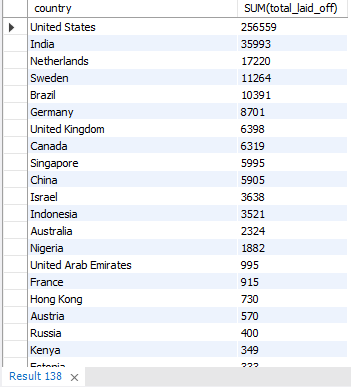 country SUM(total_laid_off)
United States 256559
India 35993
Netherlands 17220
Sweden 11264
Brazil 10391
Germany 8701
United Kingdom 6398
Canada 6319
Singapore 5995
China 5905
Israel 3638
Indonesia 3521
Australia 2324
Nigeria 1882
United Arab Emirates 995
France 915
Hong Kong 730
Austria 570
Russia 400
Kenya 349
Estonia 333
Result 138